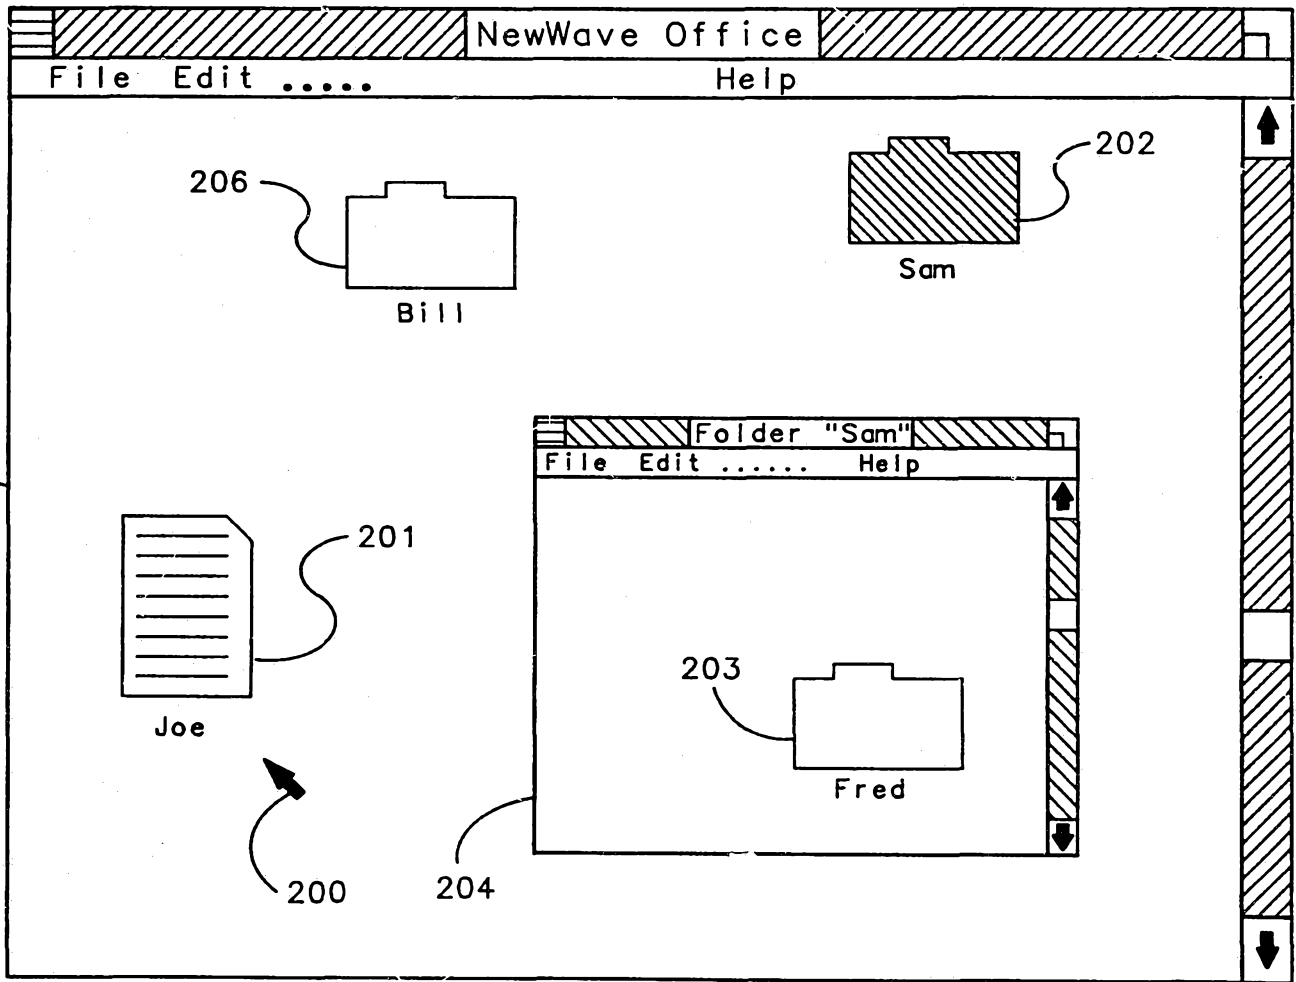 NewWave Office
File Edit ..... Help
202
206
Sam
Bill
Folder "Sam"
File Edit ...... Help
201
203
Joe
Fred
200
204